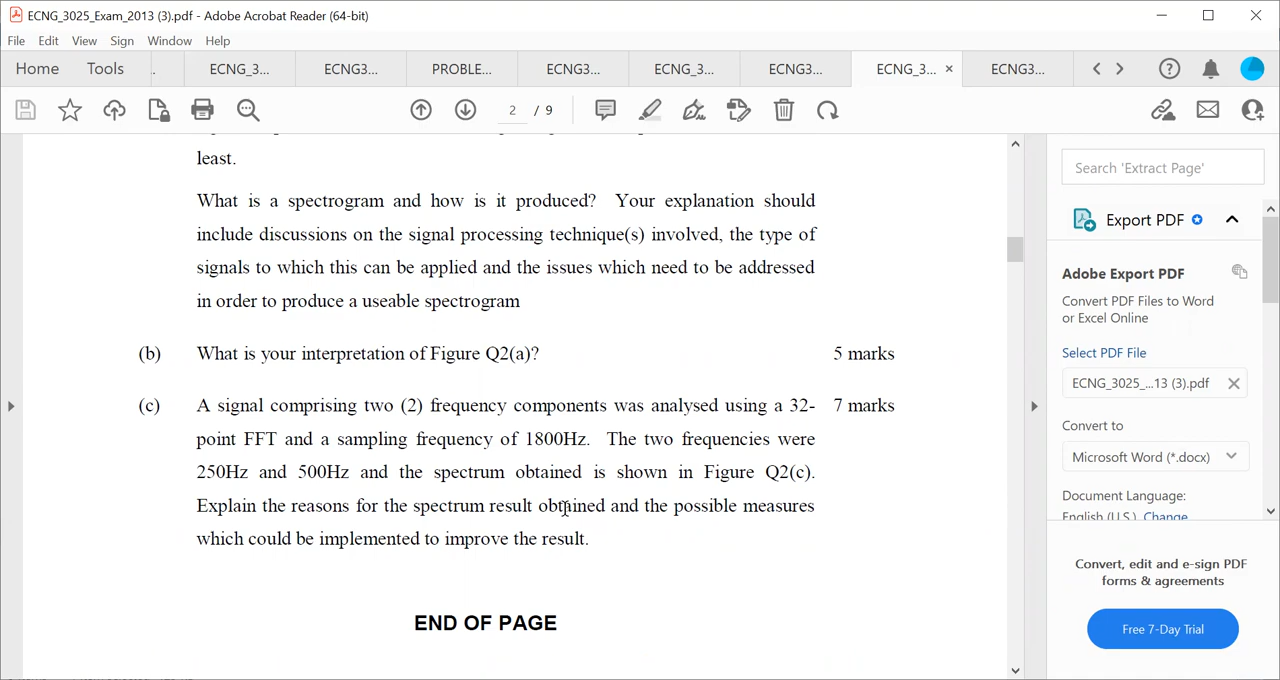 ECNG_3025_Exam_2013 (3).pdf - Adobe Acrobat Reader (64-bit)
File Edit View Sign Window Help
Home Tools . ECNG_3... ECNG3... PROBLE... ECNG3... ECNG_3... ECNG3... ECNG_3... × ECNG3...
2 / 9
least.
What is a spectrogram and how is it produced? Your explanation should
include discussions on the signal processing technique(s) involved, the type of
signals to which this can be applied and the issues which need to be addressed
in order to produce a useable spectrogram
(b) What is your interpretation of Figure Q2(a)? 5 marks
(c) A signal comprising two (2) frequency components was analysed using a 32- 7 marks
point FFT and a sampling frequency of 1800Hz. The two frequencies were
250Hz and 500Hz and the spectrum obtained is shown in Figure Q2(c).
Explain the reasons for the spectrum result obtained and the possible measures
which could be implemented to improve the result.
END OF PAGE
Search 'Extract Page'
Export PDF
Adobe Export PDF
Convert PDF Files to Word
or Excel Online
Select PDF File
ECNG_3025_...13 (3).pdf
Convert to
Microsoft Word (*.docx)
Document Language:
English (U.S.) Change
Convert, edit and e-sign PDF
forms & agreements
Free 7-Day Trial